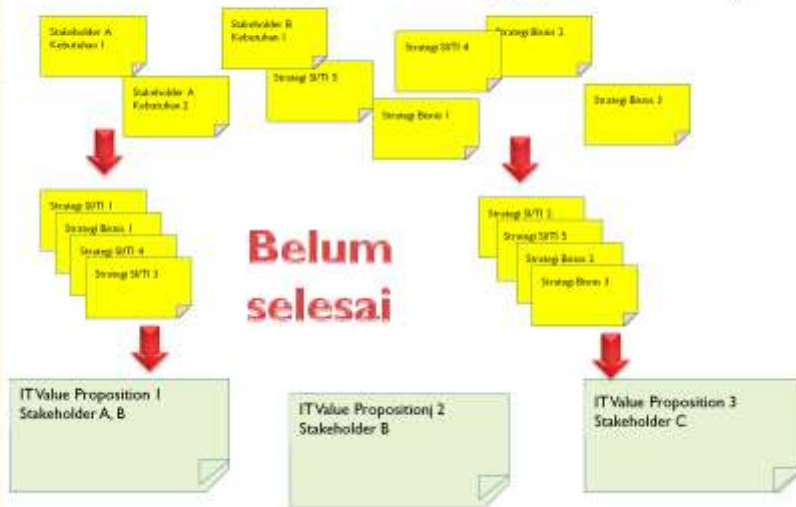 Stakeholder A
Kebutuhan 1
Stakeholder B
Kebutuhan 1
Strategi SI/TI 4
Strategi Bisnis 2
Stakeholder A
Kebutuhan 2
Strategi SI/TI 5
Strategi Bisnis 1
Strategi Bisnis 3
Strategi SI/TI 1
Strategi Bisnis 1
Strategi SI/TI 4
Strategi SI/TI 3
Belum
selesai
Strategi SI/TI 2
Strategi SI/TI 5
Strategi Bisnis 2
Strategi Bisnis 3
IT Value Proposition 1
Stakeholder A, B
IT Value Propositionj 2
Stakeholder B
IT Value Proposition 3
Stakeholder C